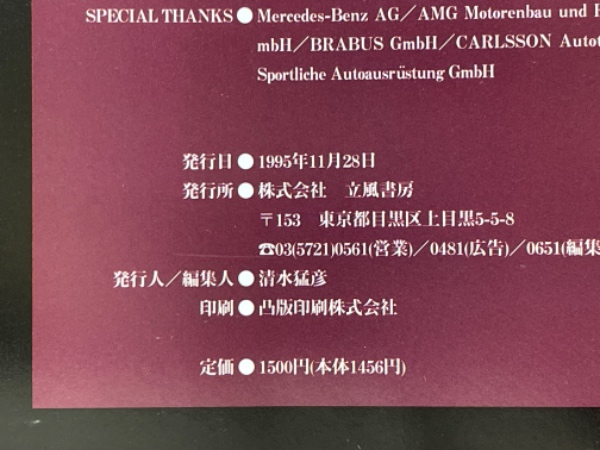 SPECIAL THANKS●Mercedes-Benz AG／AMG Motorenbau und
mbH／BRABUS GmbH／CARLSSON
Sportliche Autoausrüstung GmbH
発行日●1995年11月28日
発行所●株式会社　立風書房
〒153　東京都目黒区上目黒5-5-8
☎03(5721)0561(営業)／0481(広告)／0651(編集
発行人／編集人●清水猛彦
印刷●凸版印刷株式会社
定価●1500円(本体1456円)